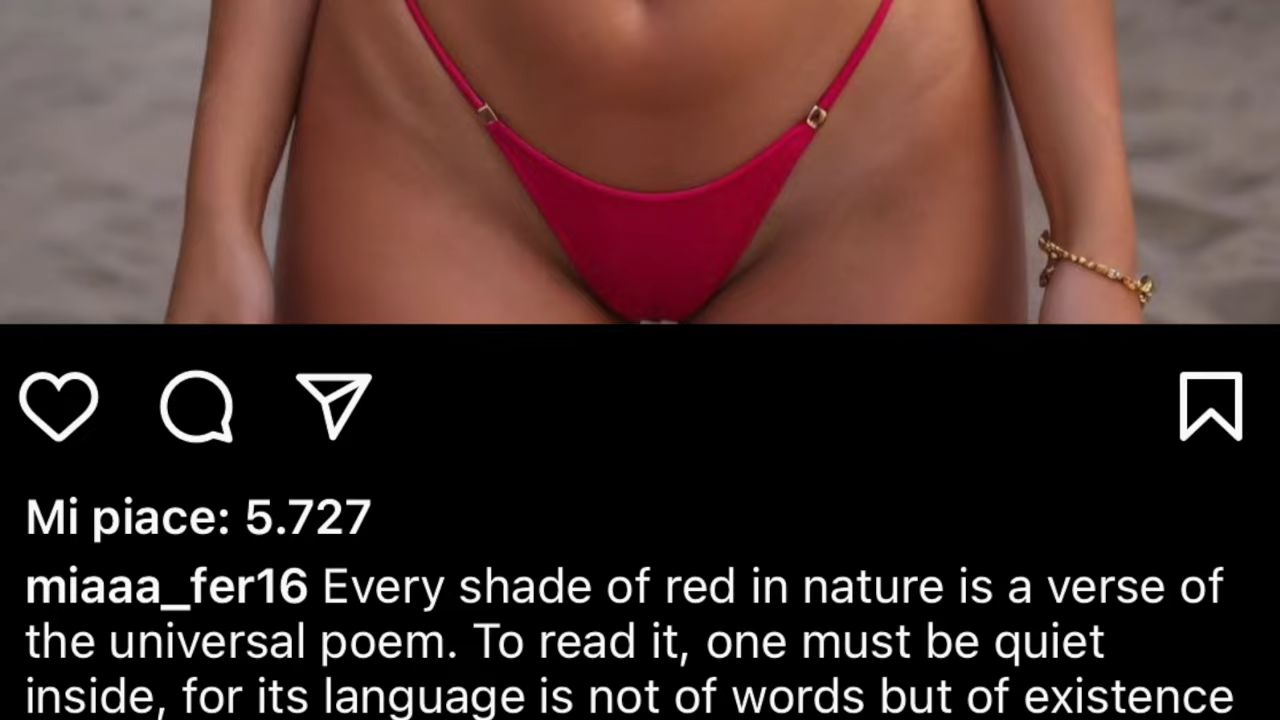 Mi piace: 5.727
miaaa_fer16 Every shade of red in nature is a verse of
the universal poem. To read it, one must be quiet
inside, for its language is not of words but of existence